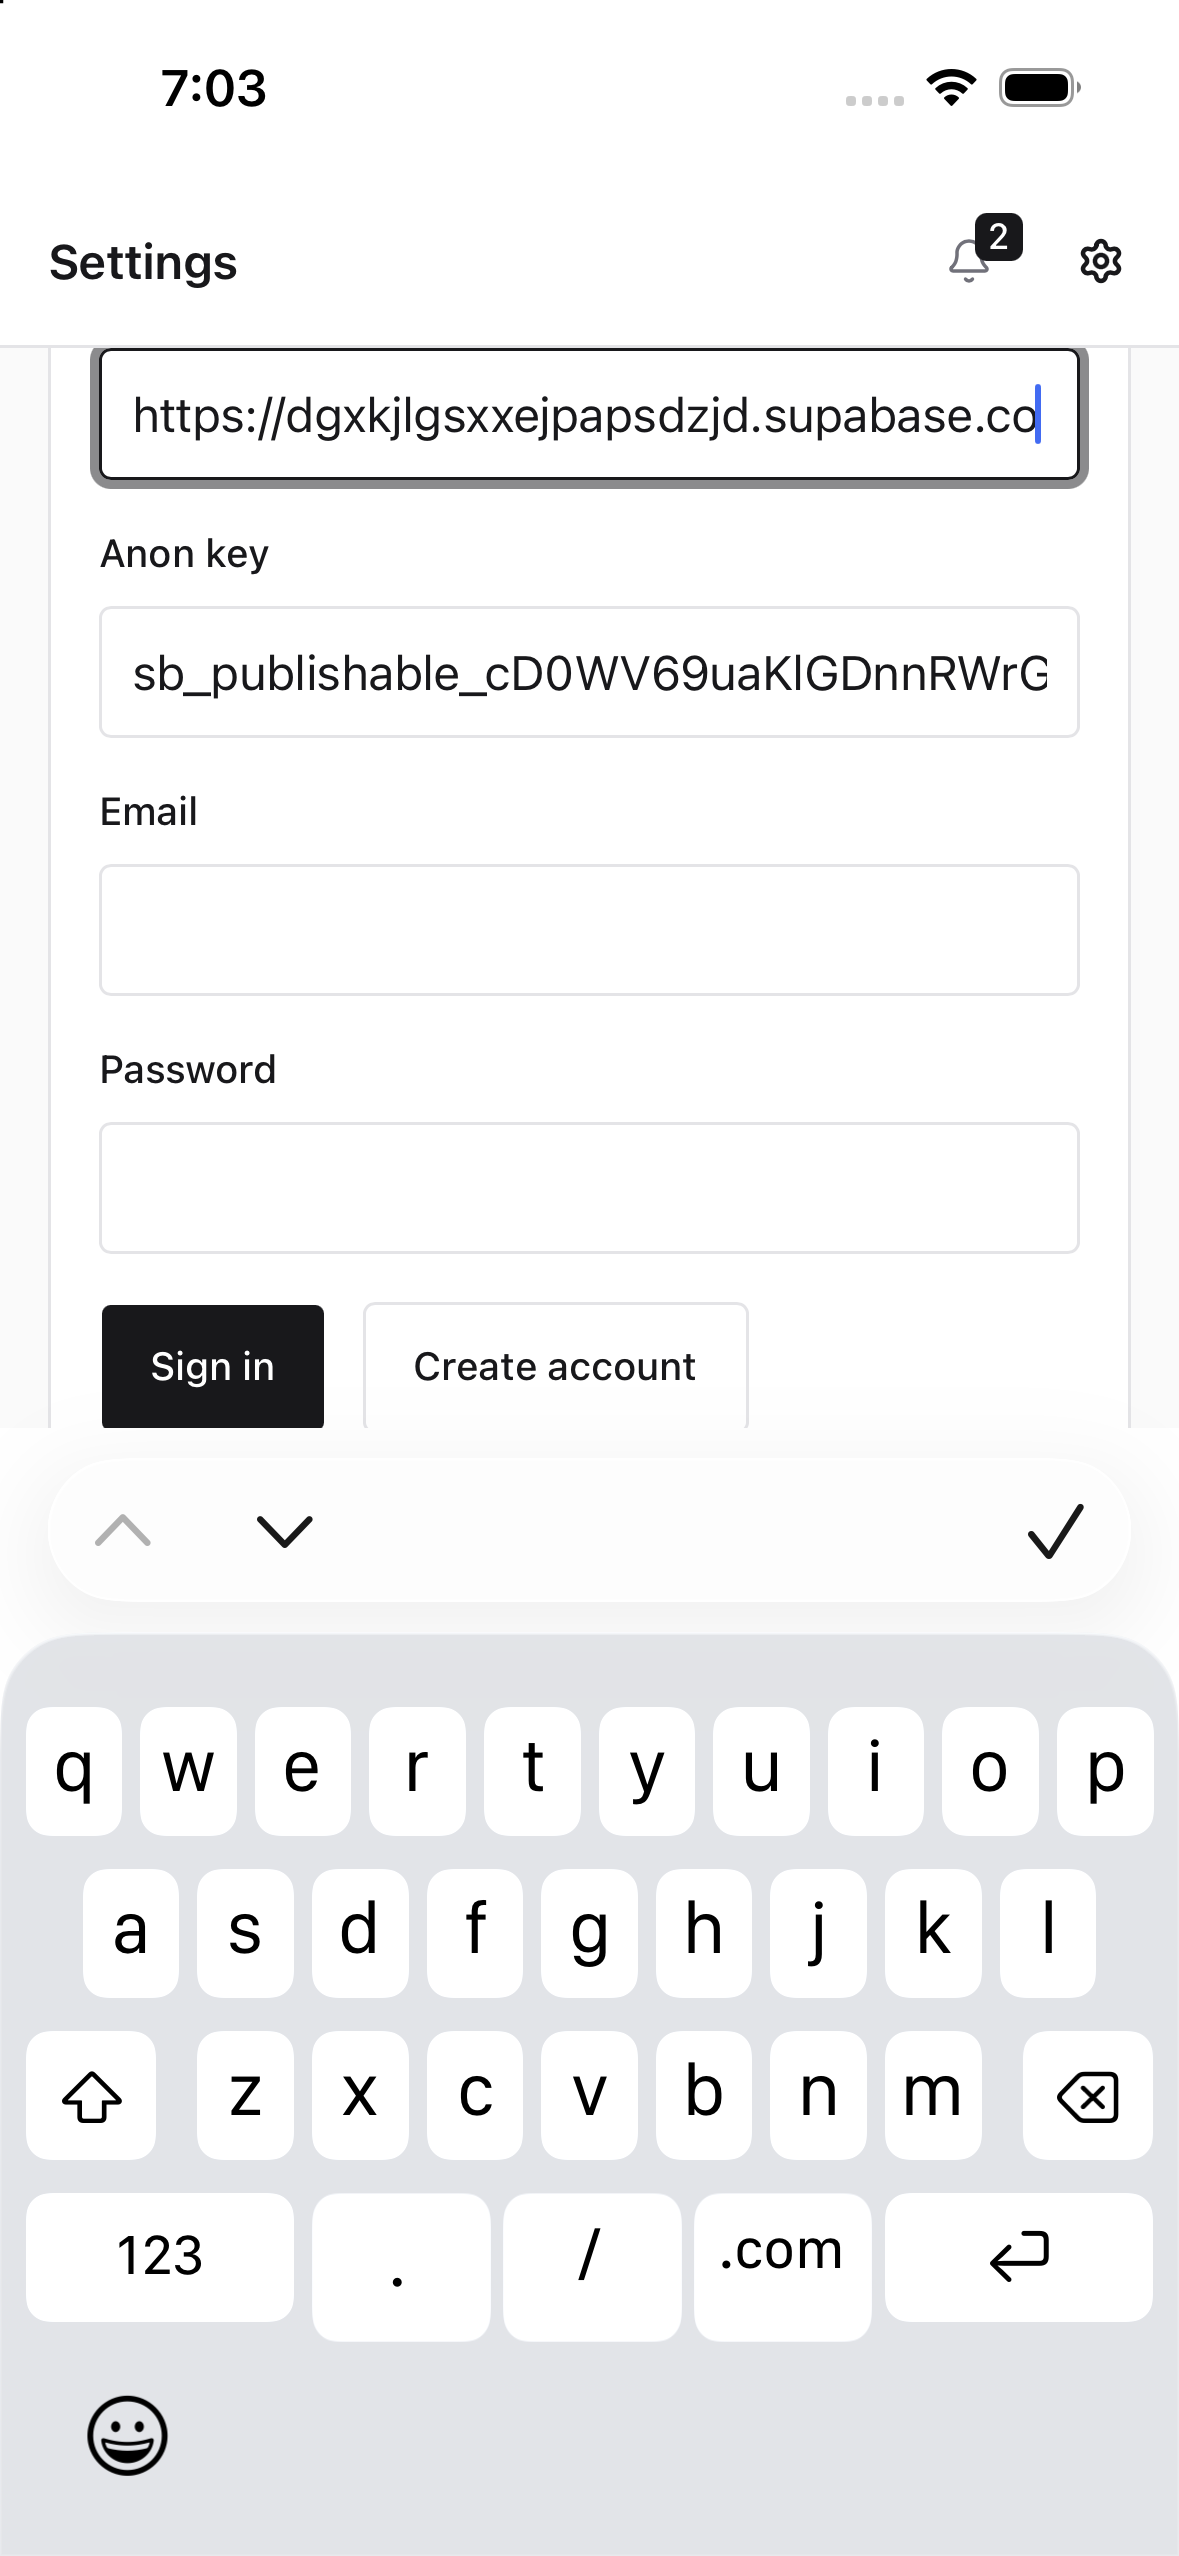 7:03
Settings
2
https://dgxkjlgsxxejpapsdzjd.supabase.co
Anon key
sb_publishable_cD0WV69uaKlGDnnRWrG
Email
Password
Sign in
Create account
q w e r t y u i o p
a s d f g h j k l
z x c v b n m
123 . / .com